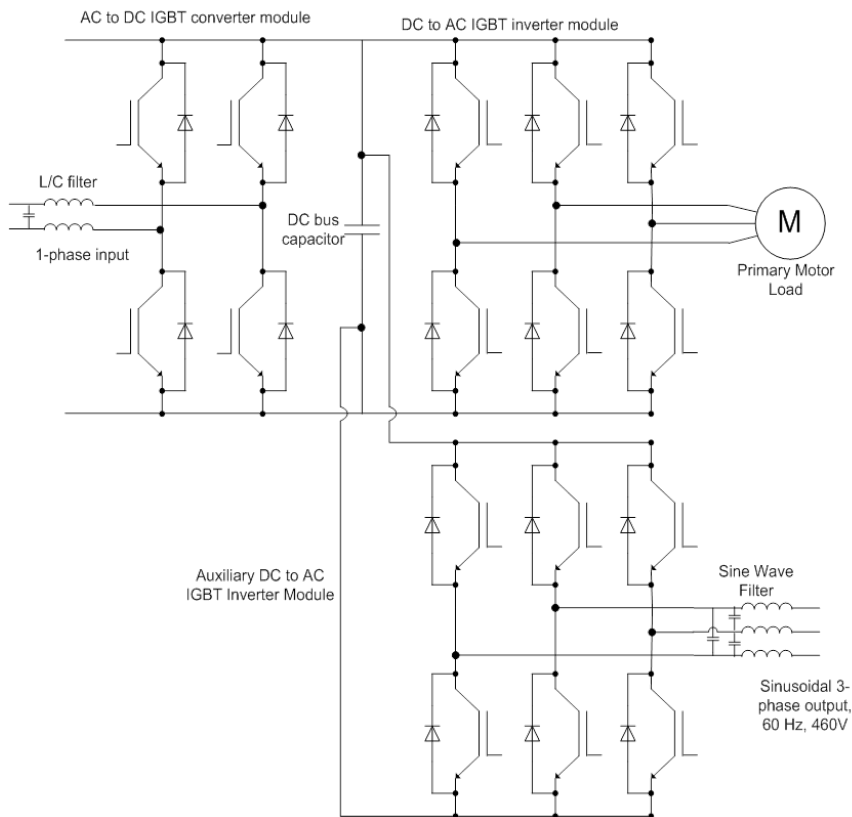 AC to DC IGBT converter module
DC to AC IGBT inverter module
L/C filter
1-phase input
DC bus
capacitor
M
Primary Motor
Load
Auxiliary DC to AC
IGBT Inverter Module
Sine Wave
Filter
Sinusoidal 3-
phase output,
60 Hz, 460V